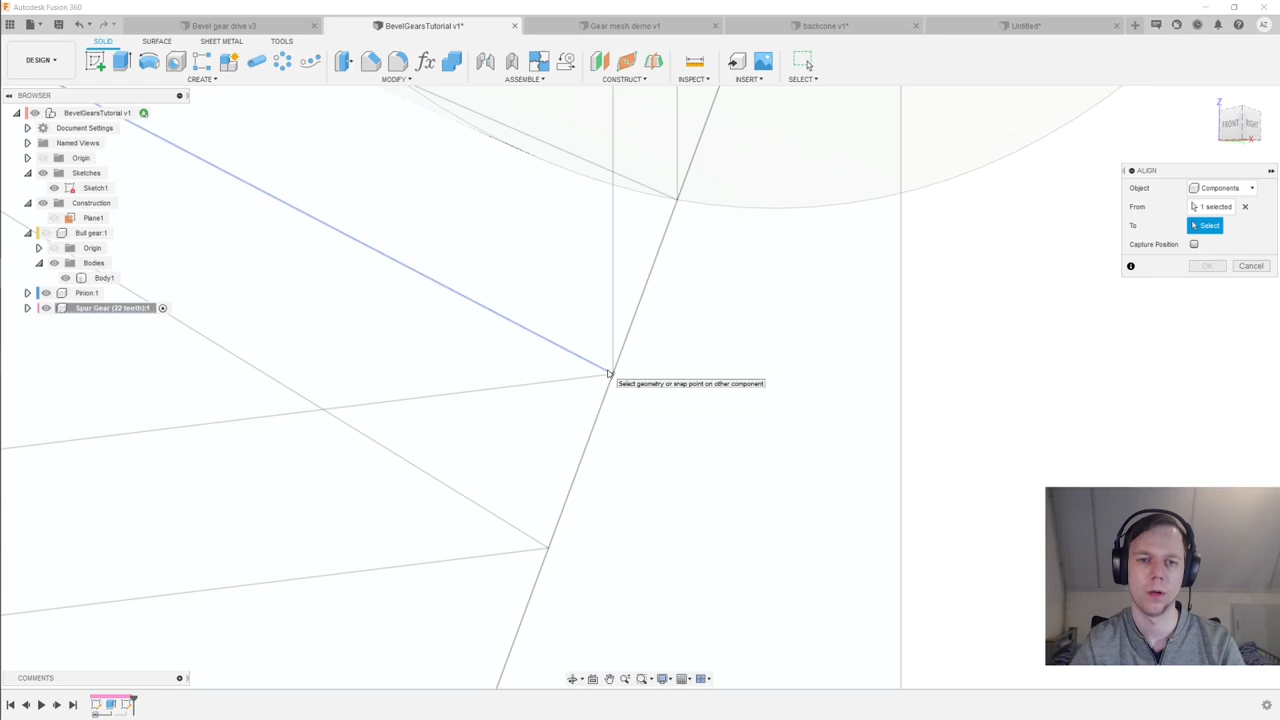 Autodesk Fusion 360
Bevel gear drive v3
BevelGearsTutorial v1*
Gear mesh demo v1
backcone v1*
Untitled*
AZ
DESIGN
SOLID
SURFACE
SHEET METAL
TOOLS
CREATE
MODIFY
ASSEMBLE
CONSTRUCT
INSPECT
INSERT
SELECT
BROWSER
BevelGearsTutorial v1
Document Settings
Named Views
Origin
Sketches
Sketch1
Construction
Plane1
Bull gear:1
Origin
Bodies
Body1
Pinion:1
Spur Gear (22 teeth):1
Z
FRONT
RIGHT
X
ALIGN
Object
Components
From
1 selected
To
Select
Capture Position
OK
Cancel
Select geometry or snap point on other component
COMMENTS